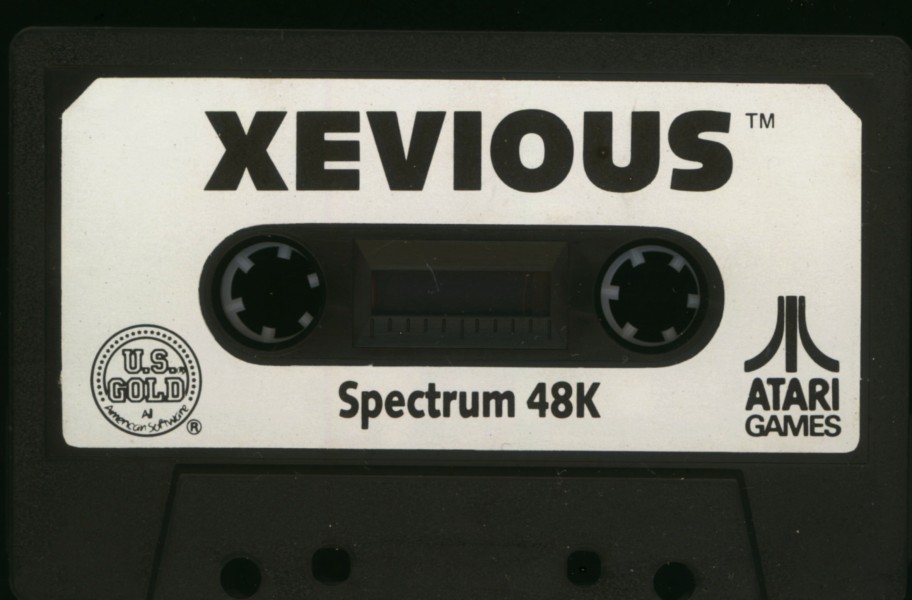 XEVIOUS™
U.S.
GOLD
All
American Software
®
Spectrum 48K
ATARI
GAMES